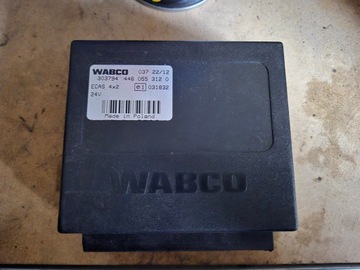 WABCO 037 22/12
303794 446 055 312 0
ECAS 4x2 e1 031832
24V
Made in Poland
WABCO